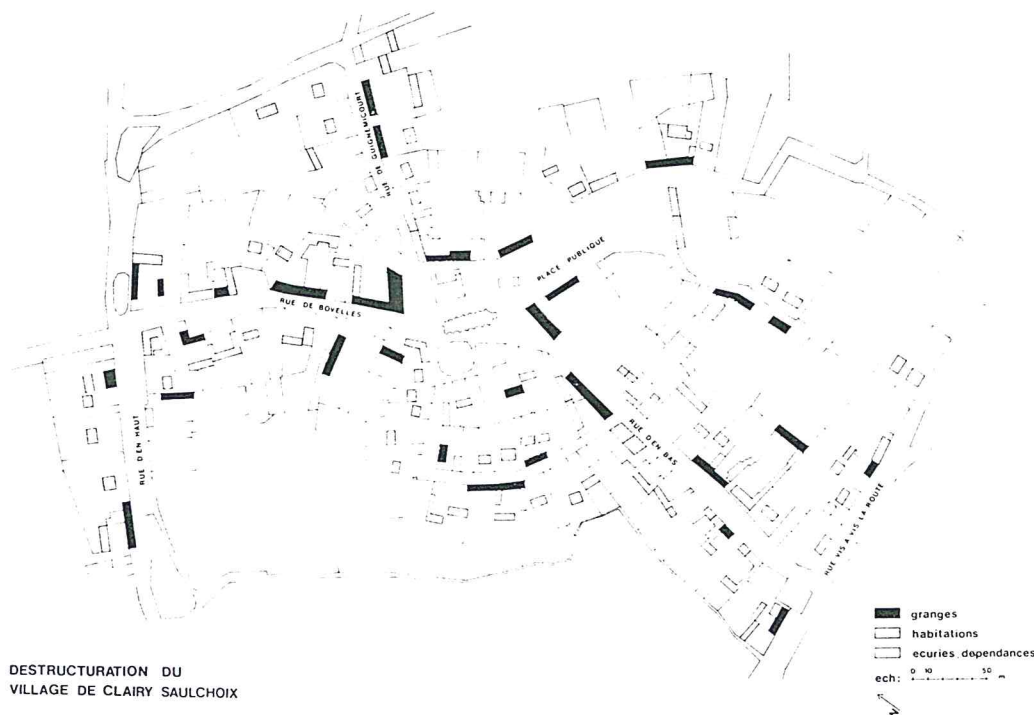 RUE DE GUIGNEMICOURT
PLACE PUBLIQUE
RUE DE BOVELLES
RUE D'EN HAUT
RUE D'EN BAS
RUE VIS A VIS LA ROUTE
granges
habitations
ecuries, dependances
ech: 0 10 50 m
N
DESTRUCTURATION DU
VILLAGE DE CLAIRY SAULCHOIX